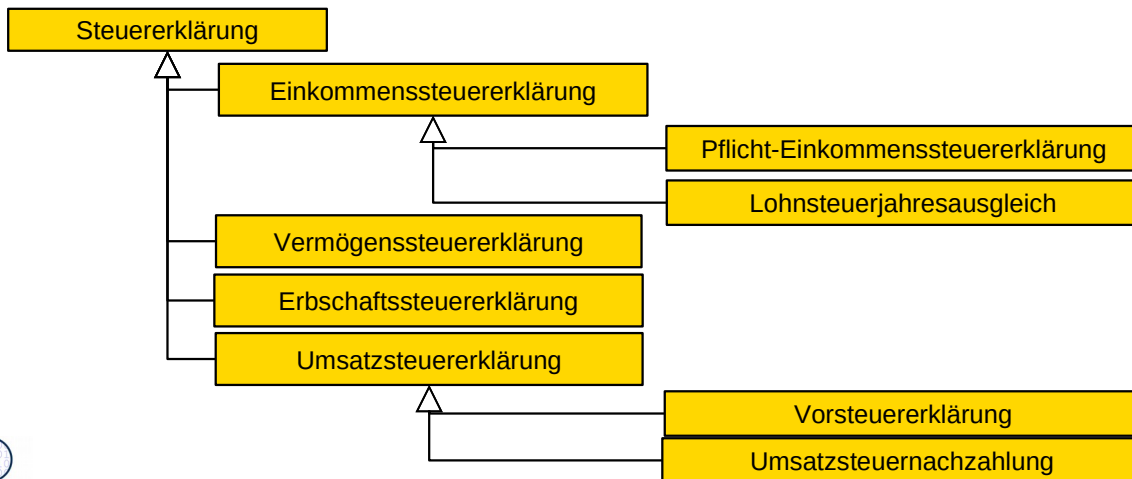 Steuererklärung
Einkommenssteuererklärung
Pflicht-Einkommenssteuererklärung
Lohnsteuerjahresausgleich
Vermögenssteuererklärung
Erbschaftssteuererklärung
Umsatzsteuererklärung
Vorsteuererklärung
Umsatzsteuernachzahlung